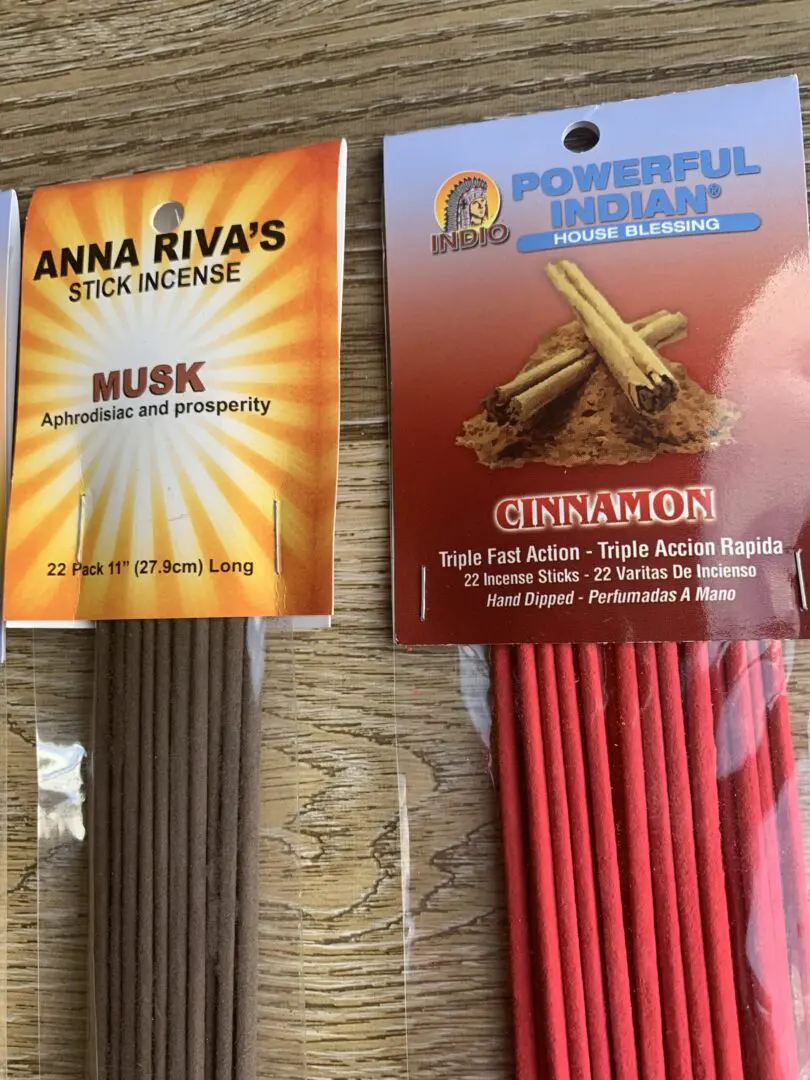 ANNA RIVA'S
STICK INCENSE
MUSK
Aphrodisiac and prosperity
22 Pack 11" (27.9cm) Long
INDIO
POWERFUL
INDIAN®
HOUSE BLESSING
CINNAMON
Triple Fast Action - Triple Accion Rapida
22 Incense Sticks - 22 Varitas De Incienso
Hand Dipped - Perfumadas A Mano